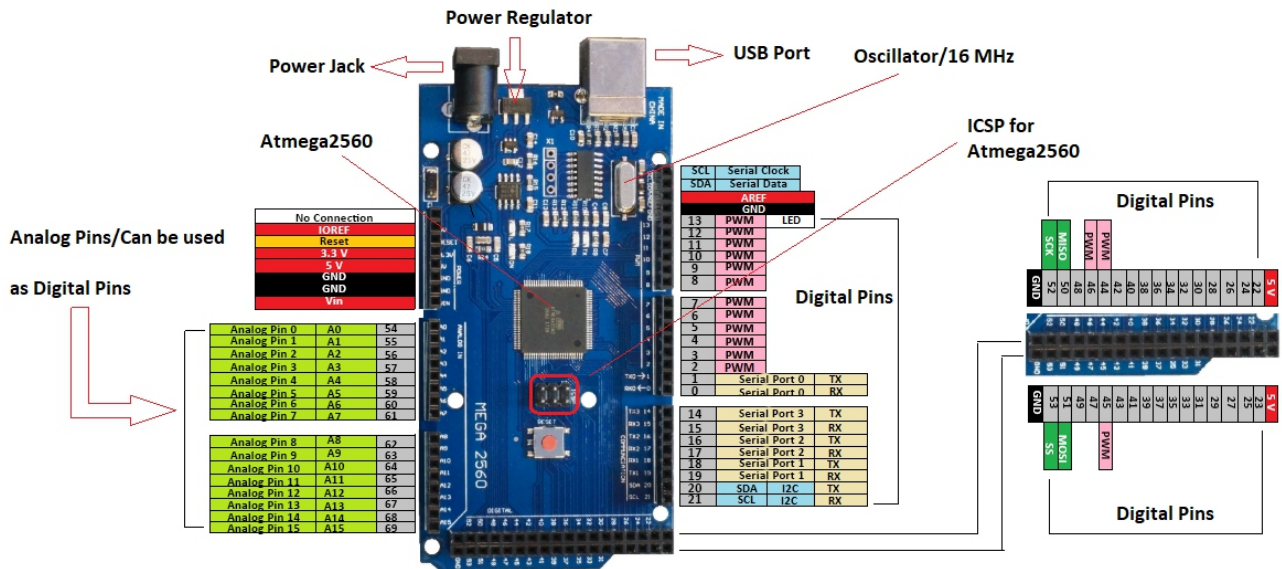 Power Regulator
Power Jack
USB Port
Oscillator/16 MHz
Atmega2560
ICSP for
Atmega2560
MADE IN
CHINA
Analog Pins/Can be used
as Digital Pins
No Connection
IOREF
Reset
3.3 V
5 V
GND
GND
Vin
Analog Pin 0 A0 54
Analog Pin 1 A1 55
Analog Pin 2 A2 56
Analog Pin 3 A3 57
Analog Pin 4 A4 58
Analog Pin 5 A5 59
Analog Pin 6 A6 60
Analog Pin 7 A7 61
Analog Pin 8 A8 62
Analog Pin 9 A9 63
Analog Pin 10 A10 64
Analog Pin 11 A11 65
Analog Pin 12 A12 66
Analog Pin 13 A13 67
Analog Pin 14 A14 68
Analog Pin 15 A15 69
X1
POWER
ANALOG IN
PWM
MEGA 2560
RESET
COMMUNICATION
DIGITAL
SCL Serial Clock
SDA Serial Data
AREF
GND
13 PWM LED
12 PWM
11 PWM
10 PWM
9 PWM
8 PWM
7 PWM
6 PWM
5 PWM
4 PWM
3 PWM
2 PWM
1 Serial Port 0 TX
0 Serial Port 0 RX
14 Serial Port 3 TX
15 Serial Port 3 RX
16 Serial Port 2 TX
17 Serial Port 2 RX
18 Serial Port 1 TX
19 Serial Port 1 RX
20 SDA I2C TX
21 SCL I2C RX
Digital Pins
Digital Pins
SCK MISO PWM PWM
GND 52 50 48 46 44 42 40 38 36 34 32 30 28 26 24 22 5 V
GND 53 51 49 47 45 43 41 39 37 35 33 31 29 27 25 23 5 V
SS MOSI PWM
Digital Pins